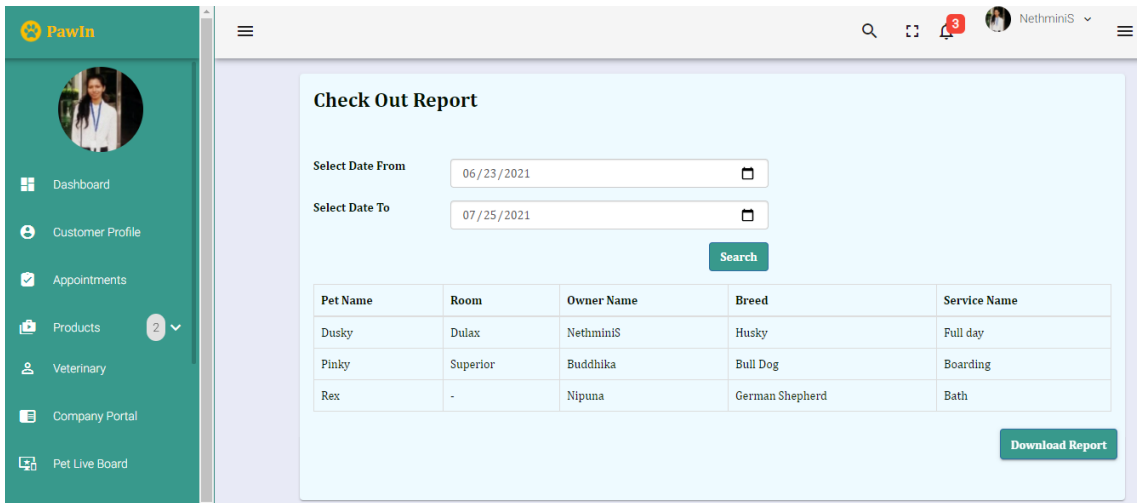 PawIn
3
NethminiS
Dashboard
Customer Profile
Appointments
Products 2
Veterinary
Company Portal
Pet Live Board
Check Out Report
Select Date From 06/23/2021
Select Date To 07/25/2021
Search
Pet Name Room Owner Name Breed Service Name
Dusky Dulax NethminiS Husky Full day
Pinky Superior Buddhika Bull Dog Boarding
Rex - Nipuna German Shepherd Bath
Download Report